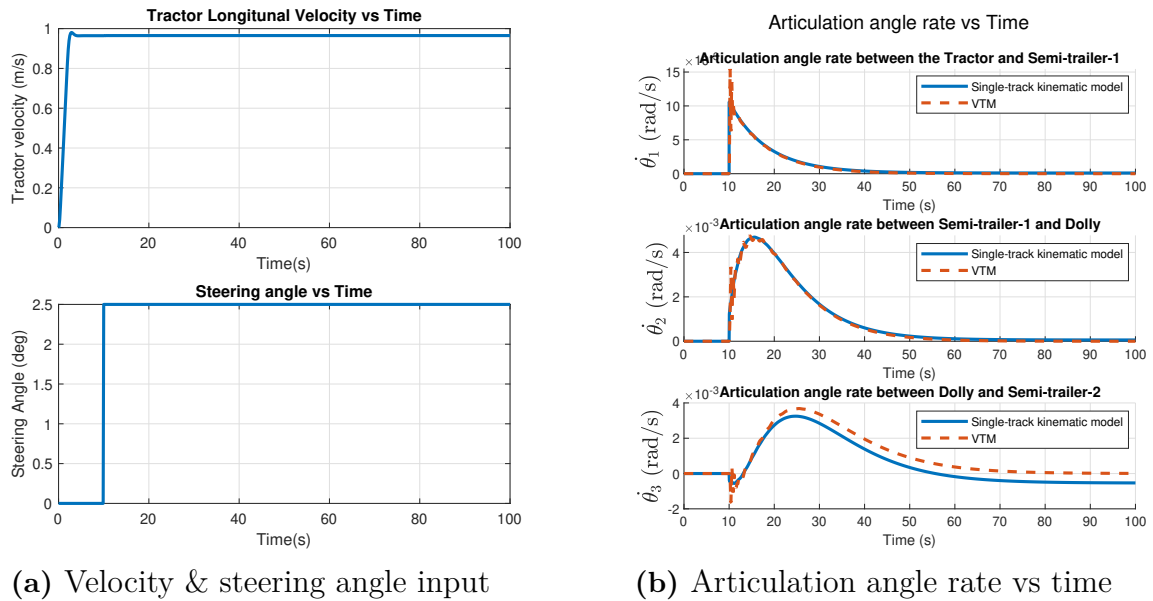 Tractor Longitunal Velocity vs Time
1
0.8
0.6
0.4
0.2
0
Tractor velocity (m/s)
0 20 40 60 80 100
Time(s)
Steering angle vs Time
2.5
2
1.5
1
0.5
0
Steering Angle (deg)
0 20 40 60 80 100
Time(s)
(a) Velocity & steering angle input
Articulation angle rate vs Time
Articulation angle rate between the Tractor and Semi-trailer-1
15
10
5
0
θ̇₁ (rad/s)
Single-track kinematic model
VTM
0 10 20 30 40 50 60 70 80 90 100
Time (s)
×10⁻³
Articulation angle rate between Semi-trailer-1 and Dolly
4
2
0
θ̇₂ (rad/s)
Single-track kinematic model
VTM
0 10 20 30 40 50 60 70 80 90 100
Time (s)
×10⁻³
Articulation angle rate between Dolly and Semi-trailer-2
4
2
0
-2
θ̇₃ (rad/s)
Single-track kinematic model
VTM
0 10 20 30 40 50 60 70 80 90 100
Time (s)
(b) Articulation angle rate vs time